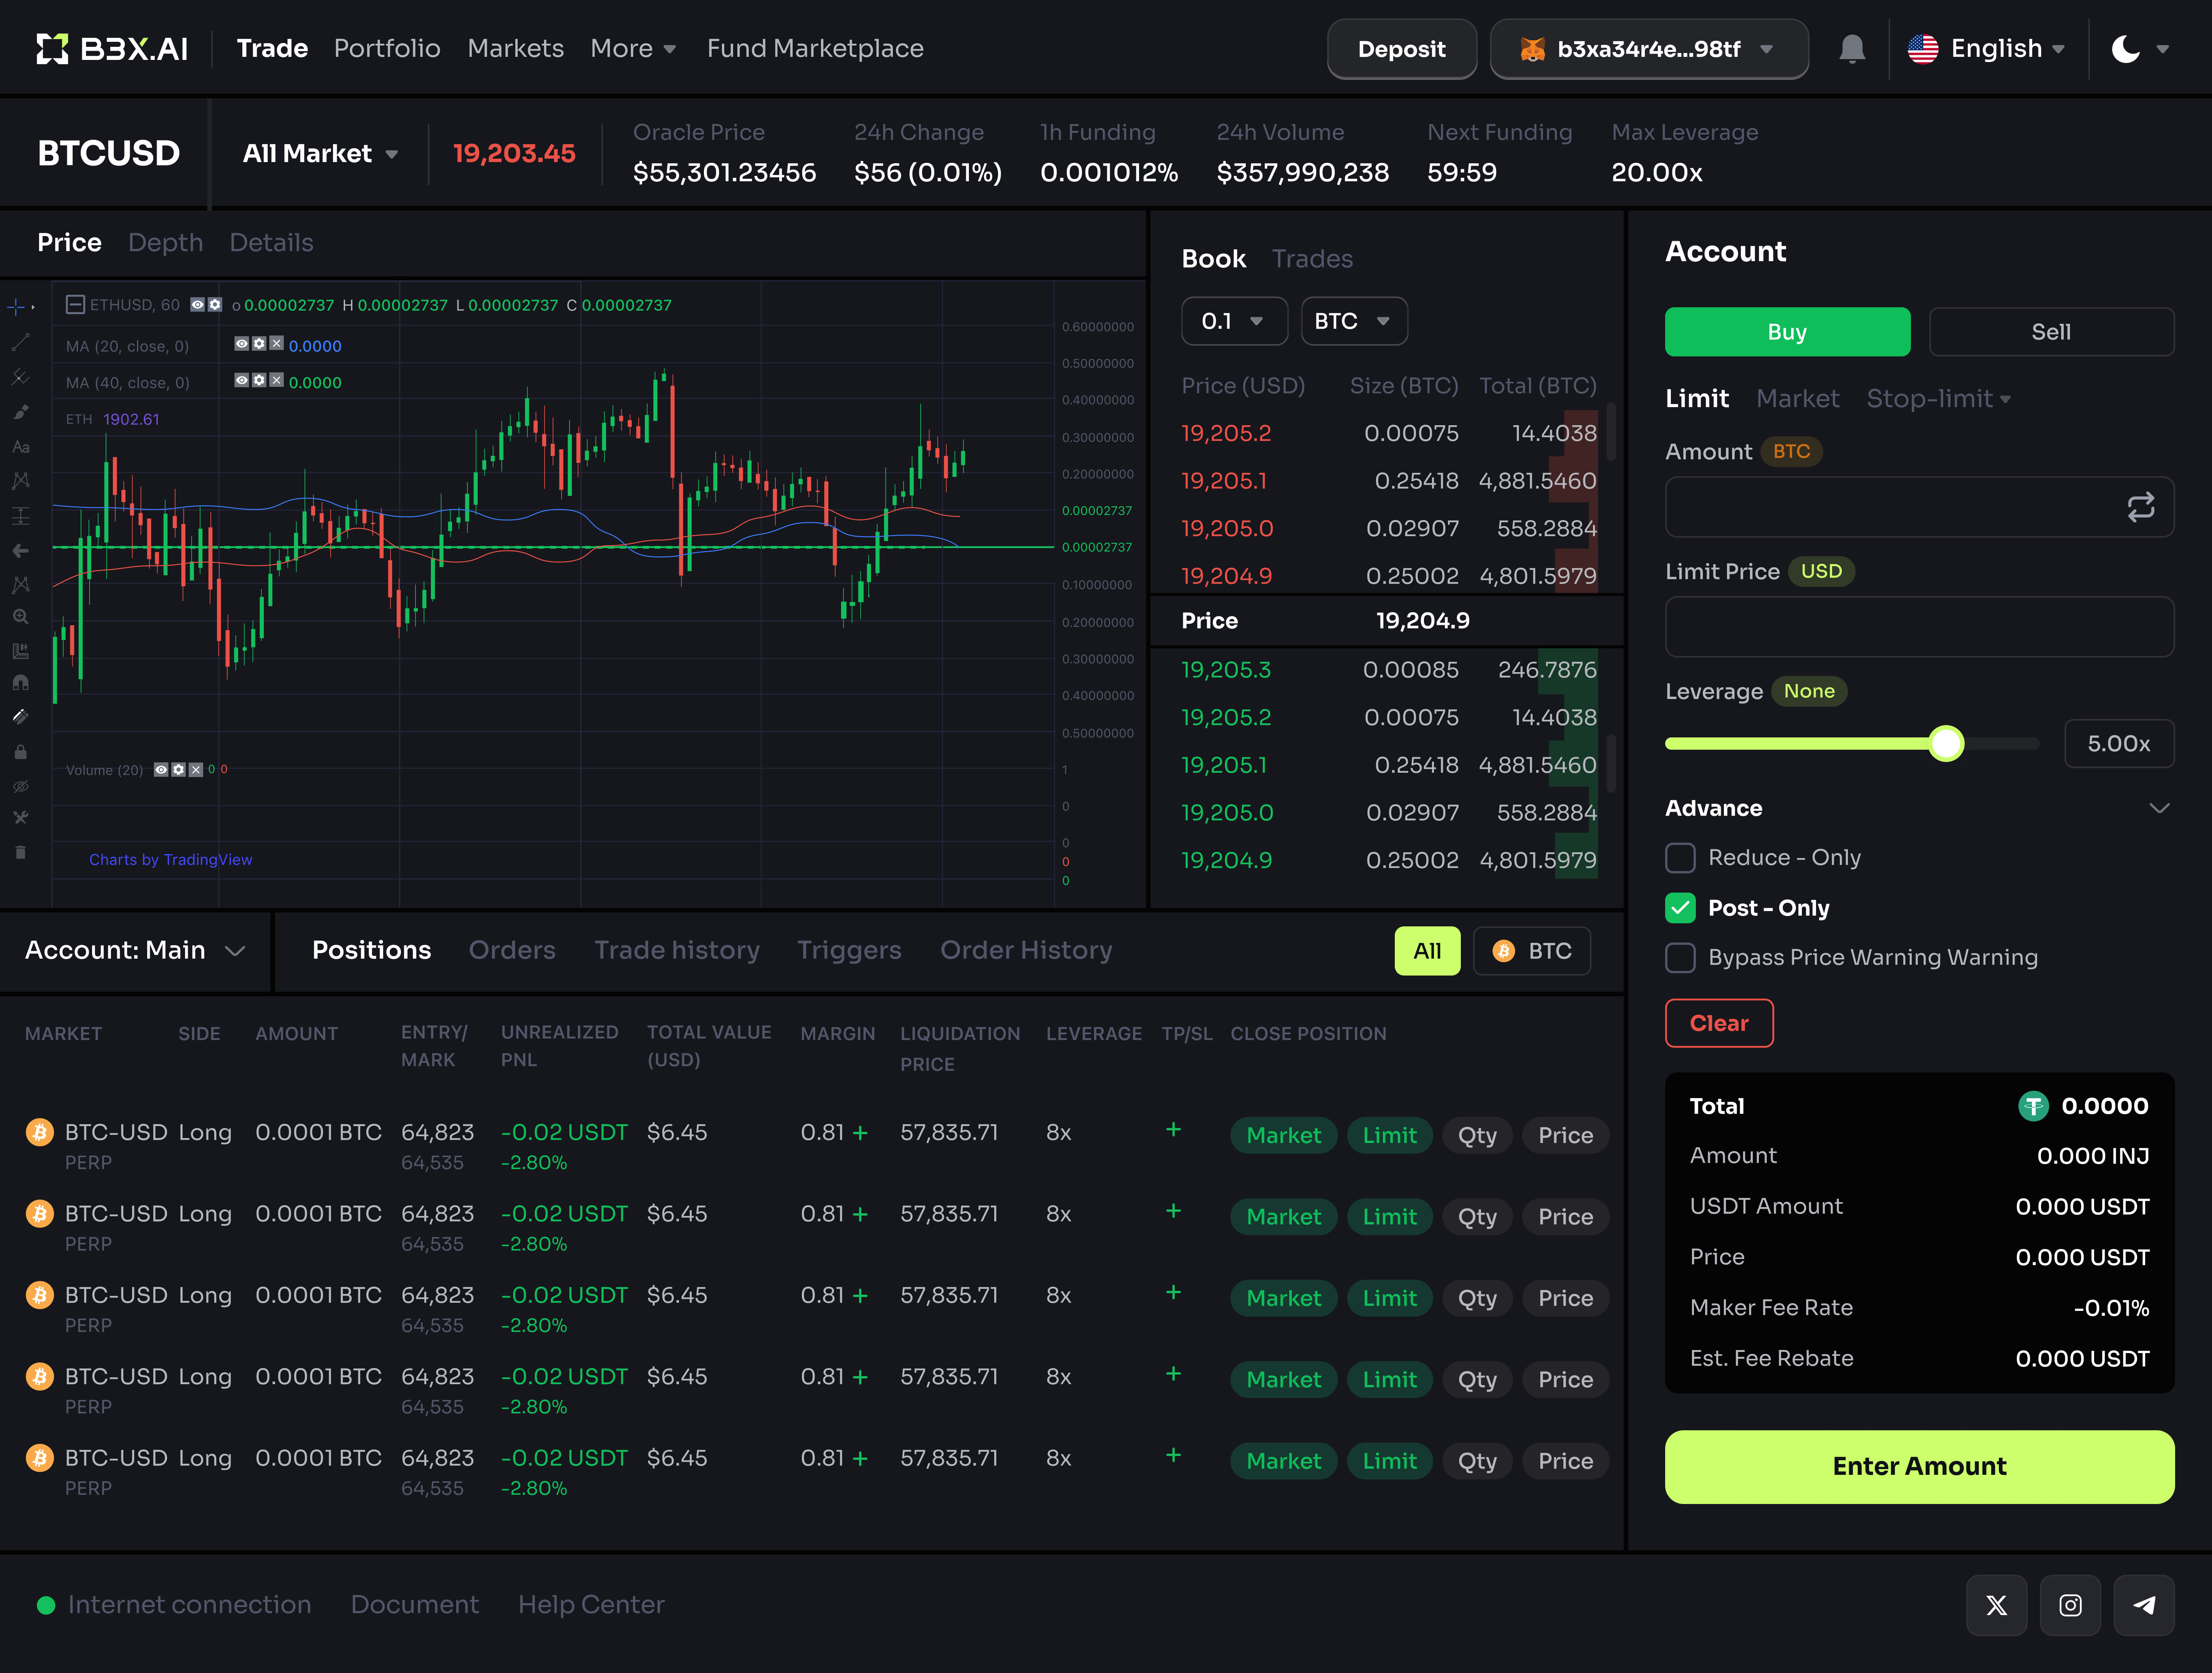 B3X.AI Trade Portfolio Markets More Fund Marketplace Deposit b3xa34r4e...98tf English
BTCUSD All Market 19,203.45
Oracle Price 24h Change 1h Funding 24h Volume Next Funding Max Leverage
$55,301.23456 $56 (0.01%) 0.001012% $357,990,238 59:59 20.00x
Price Depth Details
ETHUSD, 60 O 0.00002737 H 0.00002737 L 0.00002737 C 0.00002737
MA (20, close, 0) 0.0000
MA (40, close, 0) 0.0000
ETH 1902.61
Aa
0.60000000
0.50000000
0.40000000
0.30000000
0.20000000
0.00002737
0.00002737
0.10000000
0.20000000
0.30000000
0.40000000
0.50000000
Volume (20) 0 0
1
0
0
0
0
Charts by TradingView
Book Trades
0.1 BTC
Price (USD) Size (BTC) Total (BTC)
19,205.2 0.00075 14.4038
19,205.1 0.25418 4,881.5460
19,205.0 0.02907 558.2884
19,204.9 0.25002 4,801.5979
Price 19,204.9
19,205.3 0.00085 246.7876
19,205.2 0.00075 14.4038
19,205.1 0.25418 4,881.5460
19,205.0 0.02907 558.2884
19,204.9 0.25002 4,801.5979
Account
Buy Sell
Limit Market Stop-limit
Amount BTC
Limit Price USD
Leverage None
5.00x
Advance
Reduce - Only
Post - Only
Bypass Price Warning Warning
Clear
Total 0.0000
Amount 0.000 INJ
USDT Amount 0.000 USDT
Price 0.000 USDT
Maker Fee Rate -0.01%
Est. Fee Rebate 0.000 USDT
Enter Amount
Account: Main Positions Orders Trade history Triggers Order History All BTC
MARKET SIDE AMOUNT ENTRY/ UNREALIZED TOTAL VALUE MARGIN LIQUIDATION LEVERAGE TP/SL CLOSE POSITION
MARK PNL (USD) PRICE
BTC-USD Long 0.0001 BTC 64,823 -0.02 USDT $6.45 0.81 + 57,835.71 8x + Market Limit Qty Price
PERP 64,535 -2.80%
BTC-USD Long 0.0001 BTC 64,823 -0.02 USDT $6.45 0.81 + 57,835.71 8x + Market Limit Qty Price
PERP 64,535 -2.80%
BTC-USD Long 0.0001 BTC 64,823 -0.02 USDT $6.45 0.81 + 57,835.71 8x + Market Limit Qty Price
PERP 64,535 -2.80%
BTC-USD Long 0.0001 BTC 64,823 -0.02 USDT $6.45 0.81 + 57,835.71 8x + Market Limit Qty Price
PERP 64,535 -2.80%
BTC-USD Long 0.0001 BTC 64,823 -0.02 USDT $6.45 0.81 + 57,835.71 8x + Market Limit Qty Price
PERP 64,535 -2.80%
Internet connection Document Help Center